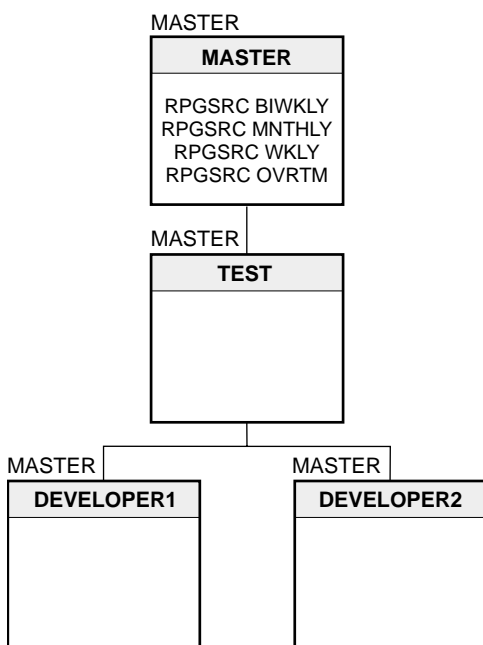 MASTER
MASTER
RPGSRC BIWKLY
RPGSRC MNTHLY
RPGSRC WKLY
RPGSRC OVRTM
MASTER
TEST
MASTER
DEVELOPER1
MASTER
DEVELOPER2